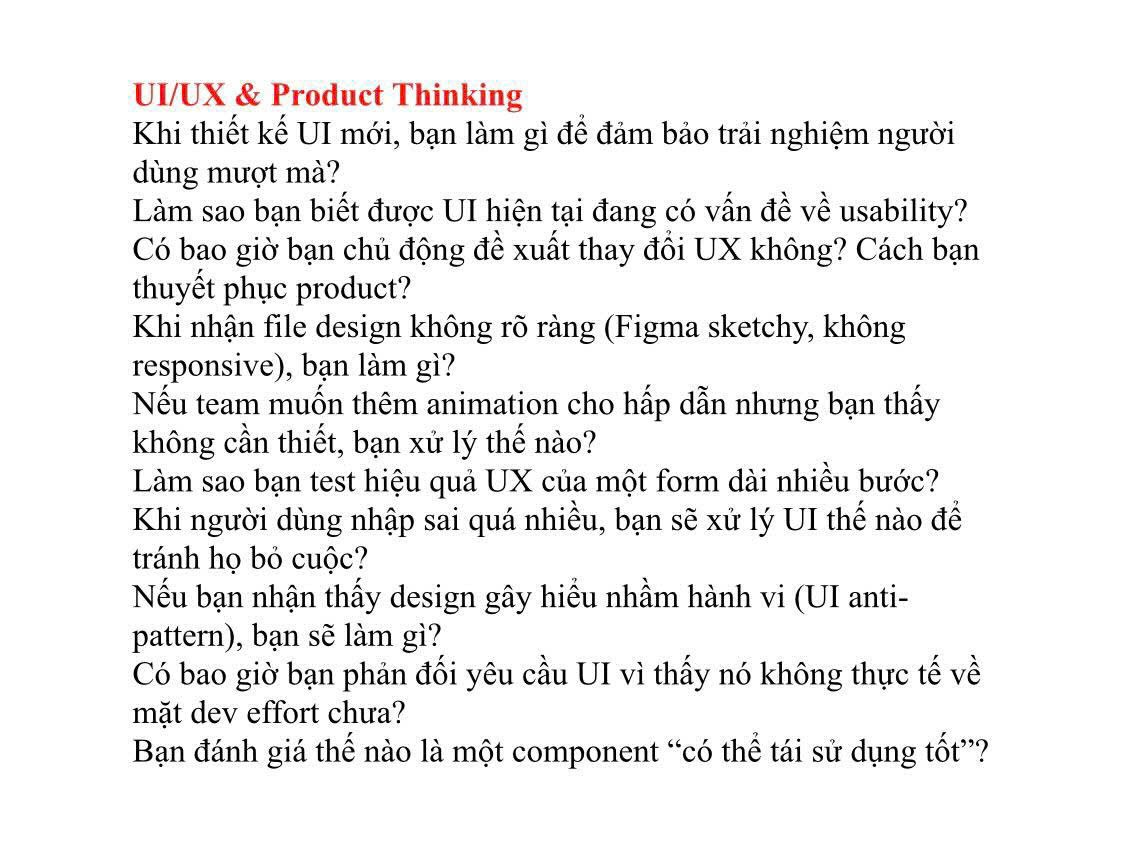 UI/UX & Product Thinking
Khi thiết kế UI mới, bạn làm gì để đảm bảo trải nghiệm người
dùng mượt mà?
Làm sao bạn biết được UI hiện tại đang có vấn đề về usability?
Có bao giờ bạn chủ động đề xuất thay đổi UX không? Cách bạn
thuyết phục product?
Khi nhận file design không rõ ràng (Figma sketchy, không
responsive), bạn làm gì?
Nếu team muốn thêm animation cho hấp dẫn nhưng bạn thấy
không cần thiết, bạn xử lý thế nào?
Làm sao bạn test hiệu quả UX của một form dài nhiều bước?
Khi người dùng nhập sai quá nhiều, bạn sẽ xử lý UI thế nào để
tránh họ bỏ cuộc?
Nếu bạn nhận thấy design gây hiểu nhầm hành vi (UI anti-
pattern), bạn sẽ làm gì?
Có bao giờ bạn phản đối yêu cầu UI vì thấy nó không thực tế về
mặt dev effort chưa?
Bạn đánh giá thế nào là một component “có thể tái sử dụng tốt”?